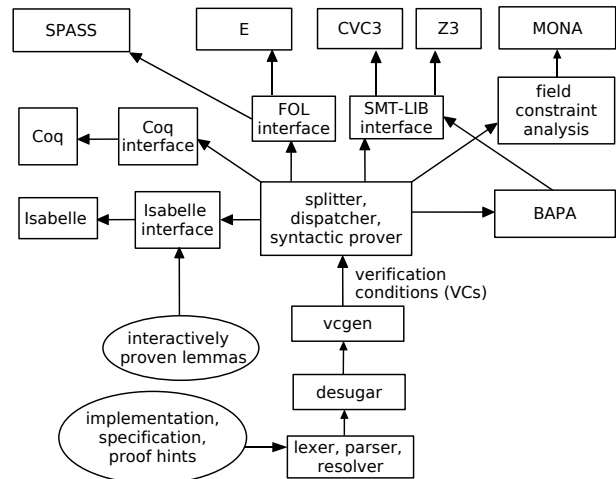 SPASS
E
CVC3
Z3
MONA
FOL
interface
SMT-LIB
interface
field
constraint
analysis
Coq
Coq
interface
Isabelle
Isabelle
interface
splitter,
dispatcher,
syntactic prover
BAPA
verification
conditions (VCs)
vcgen
interactively
proven lemmas
desugar
implementation,
specification,
proof hints
lexer, parser,
resolver